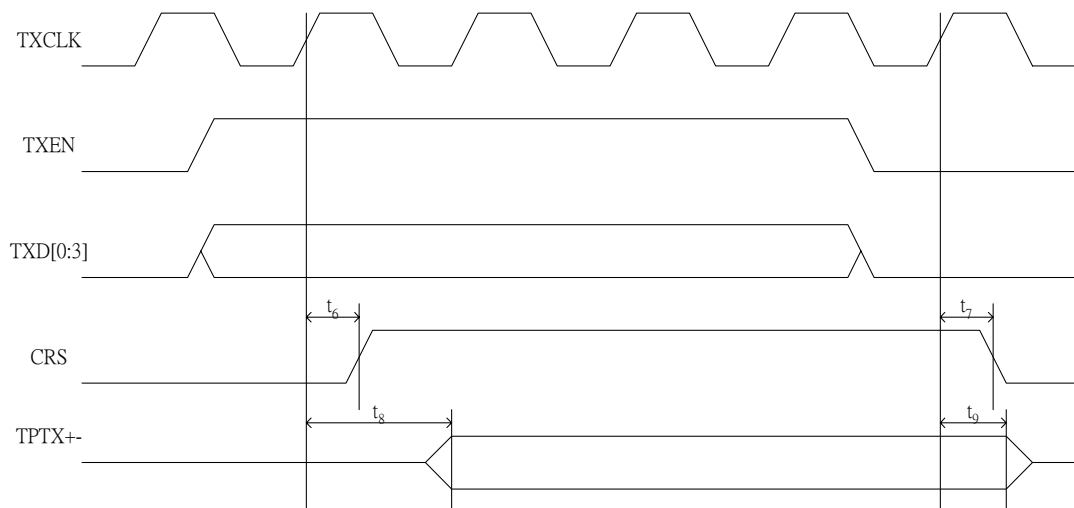 TXCLK
TXEN
TXD[0:3]
t6
t7
CRS
t8
t9
TPTX+-